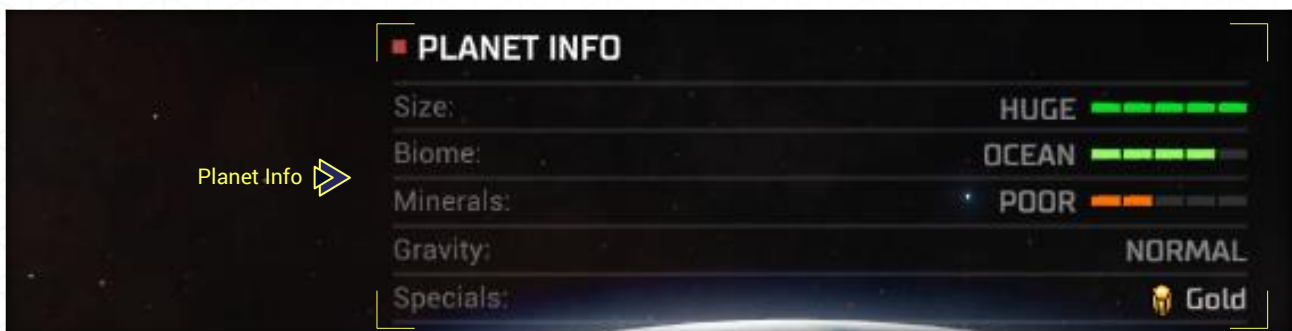 PLANET INFO
Size: HUGE
Biome: OCEAN
Planet Info
Minerals: POOR
Gravity: NORMAL
Specials: Gold